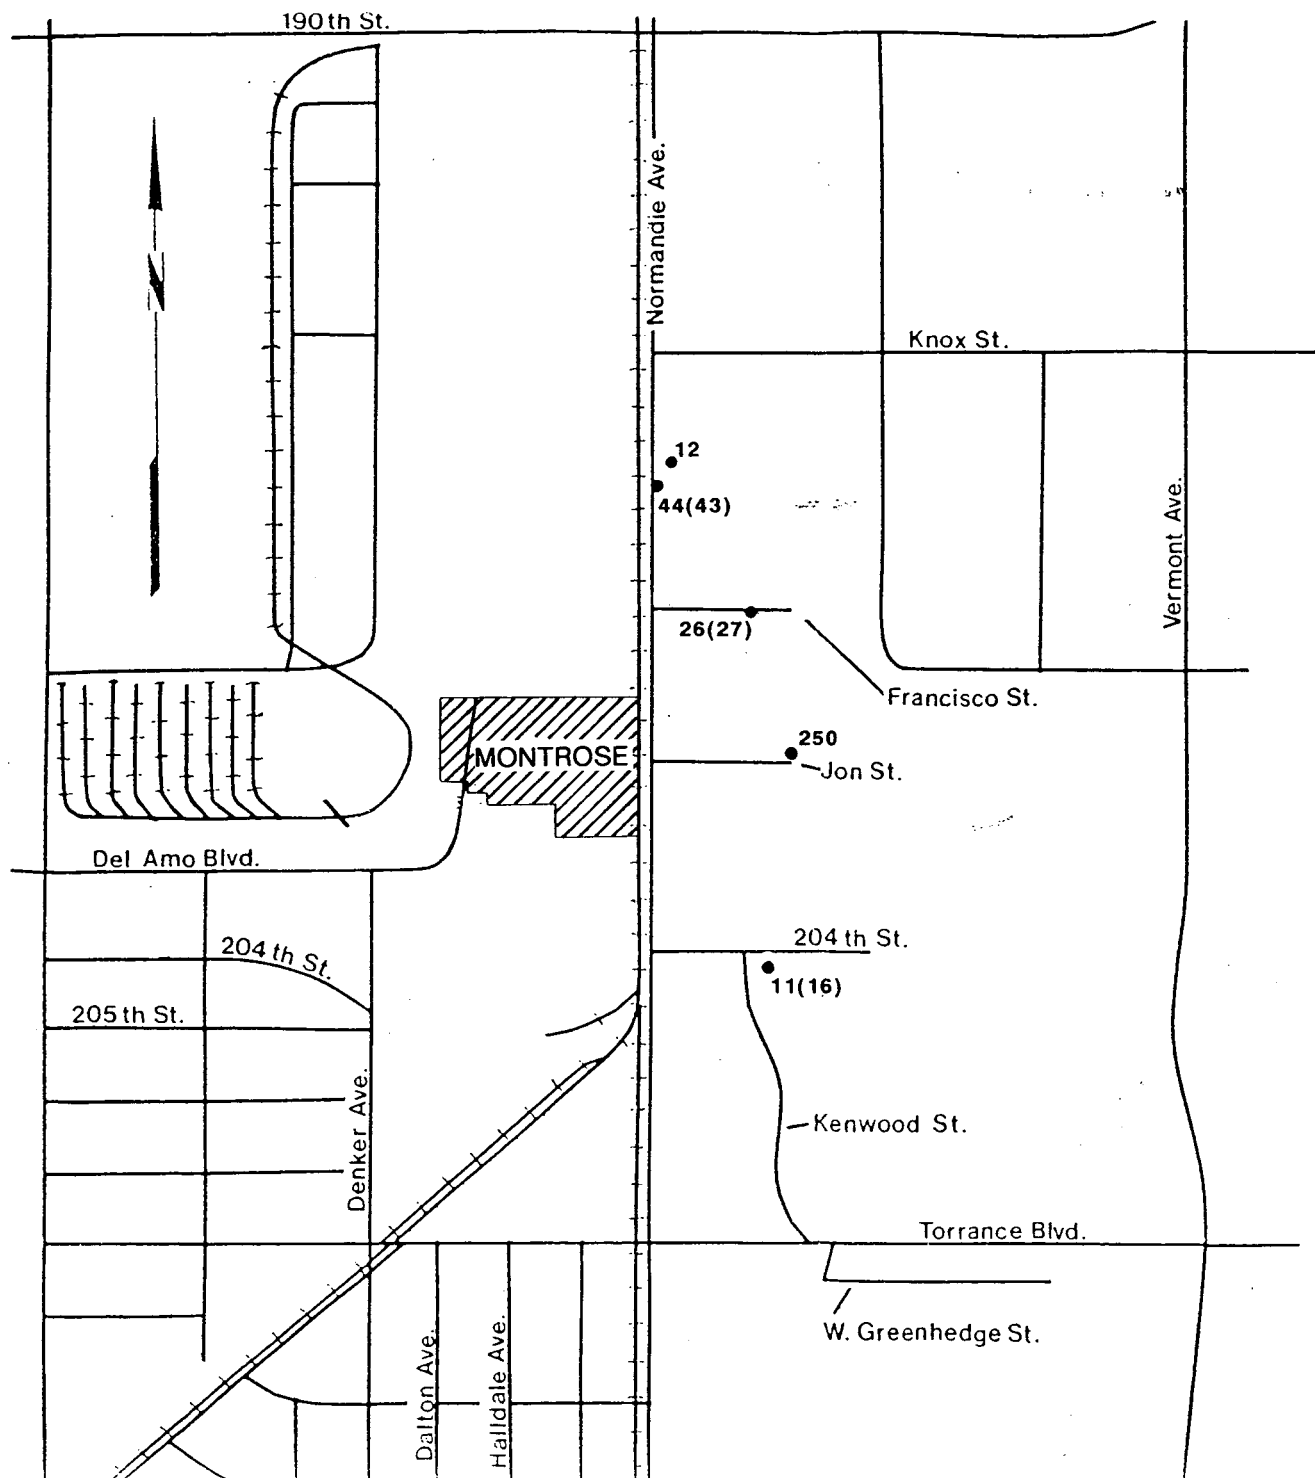 190th St.
Normandie Ave.
N
Knox St.
12
44(43)
Vermont Ave.
26(27)
Francisco St.
250
MONTROSE
Jon St.
Del Amo Blvd.
204th St.
204th St.
11(16)
205th St.
Denker Ave.
Kenwood St.
Torrance Blvd.
W. Greenhedge St.
Dalton Ave.
Halldale Ave.